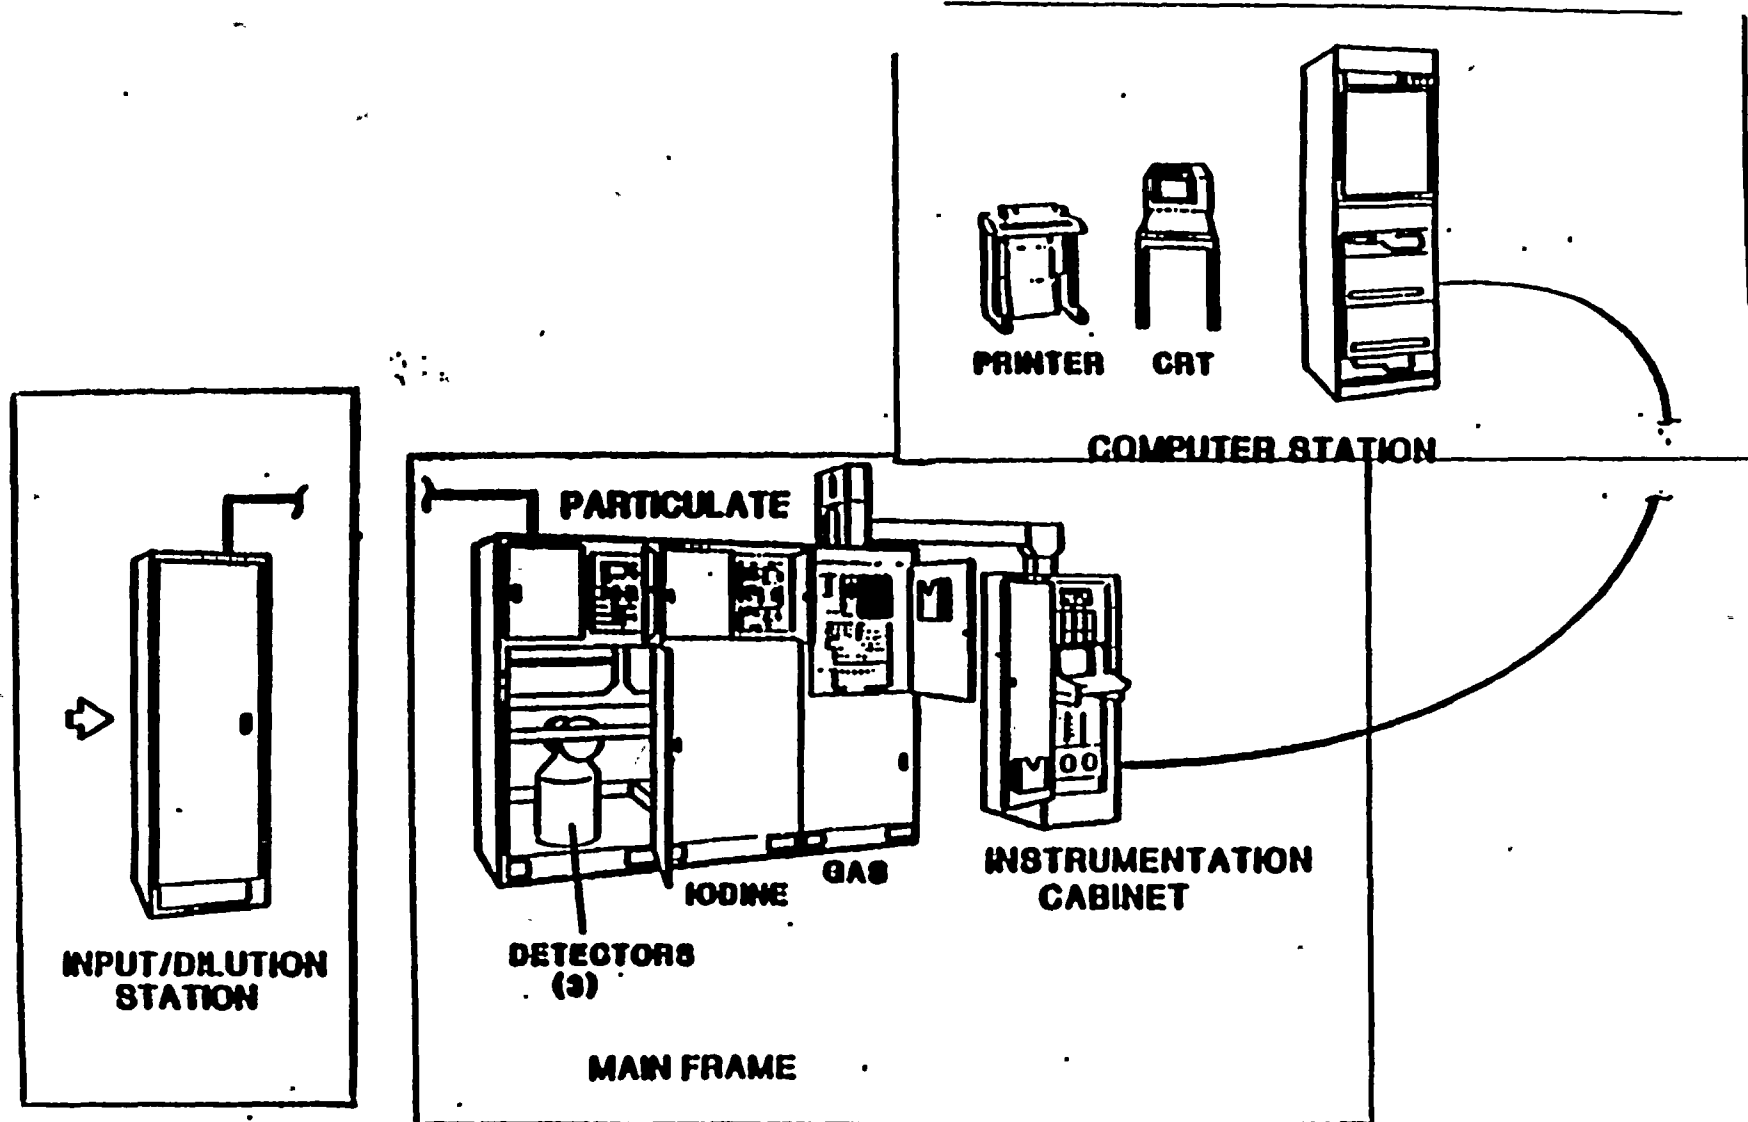 PRINTER
CRT
COMPUTER STATION
PARTICULATE
INSTRUMENTATION
CABINET
GAS
IODINE
DETECTORS
(3)
INPUT/DILUTION
STATION
MAIN FRAME